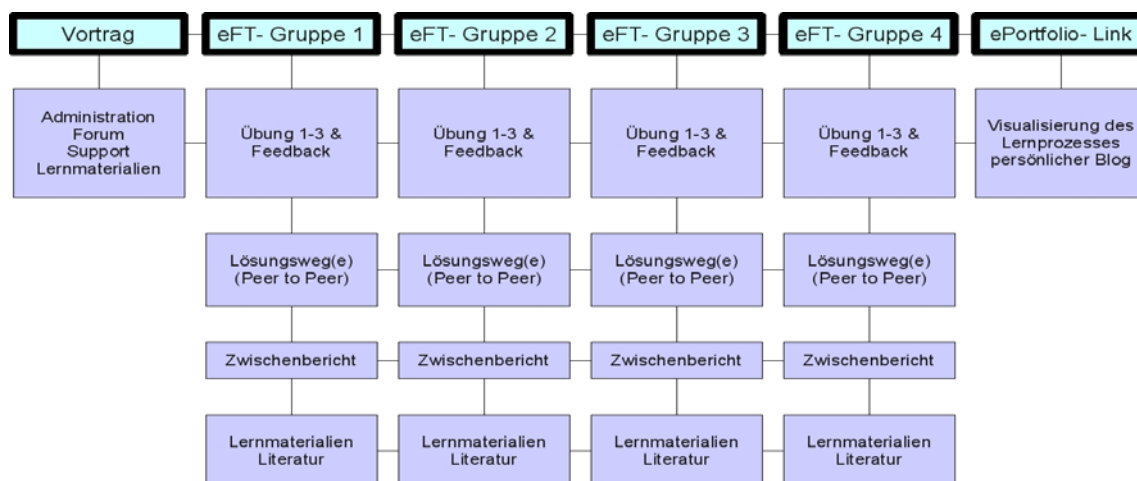 Vortrag
eFT- Gruppe 1
eFT- Gruppe 2
eFT- Gruppe 3
eFT- Gruppe 4
ePortfolio- Link
Administration
Forum
Support
Lernmaterialien
Übung 1-3 &
Feedback
Übung 1-3 &
Feedback
Übung 1-3 &
Feedback
Übung 1-3 &
Feedback
Visualisierung des
Lernprozesses
persönlicher Blog
Lösungsweg(e)
(Peer to Peer)
Lösungsweg(e)
(Peer to Peer)
Lösungsweg(e)
(Peer to Peer)
Lösungsweg(e)
(Peer to Peer)
Zwischenbericht
Zwischenbericht
Zwischenbericht
Zwischenbericht
Lernmaterialien
Literatur
Lernmaterialien
Literatur
Lernmaterialien
Literatur
Lernmaterialien
Literatur